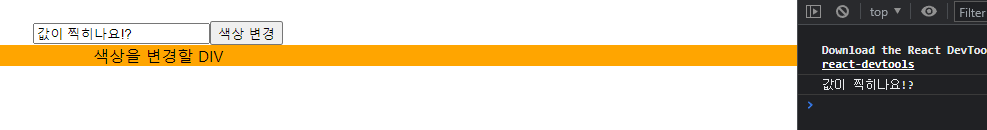 값이 찍히나요!?
색상 변경
색상을 변경할 DIV
top
Filter
Download the React DevToo
react-devtools
값이 찍히나요!?